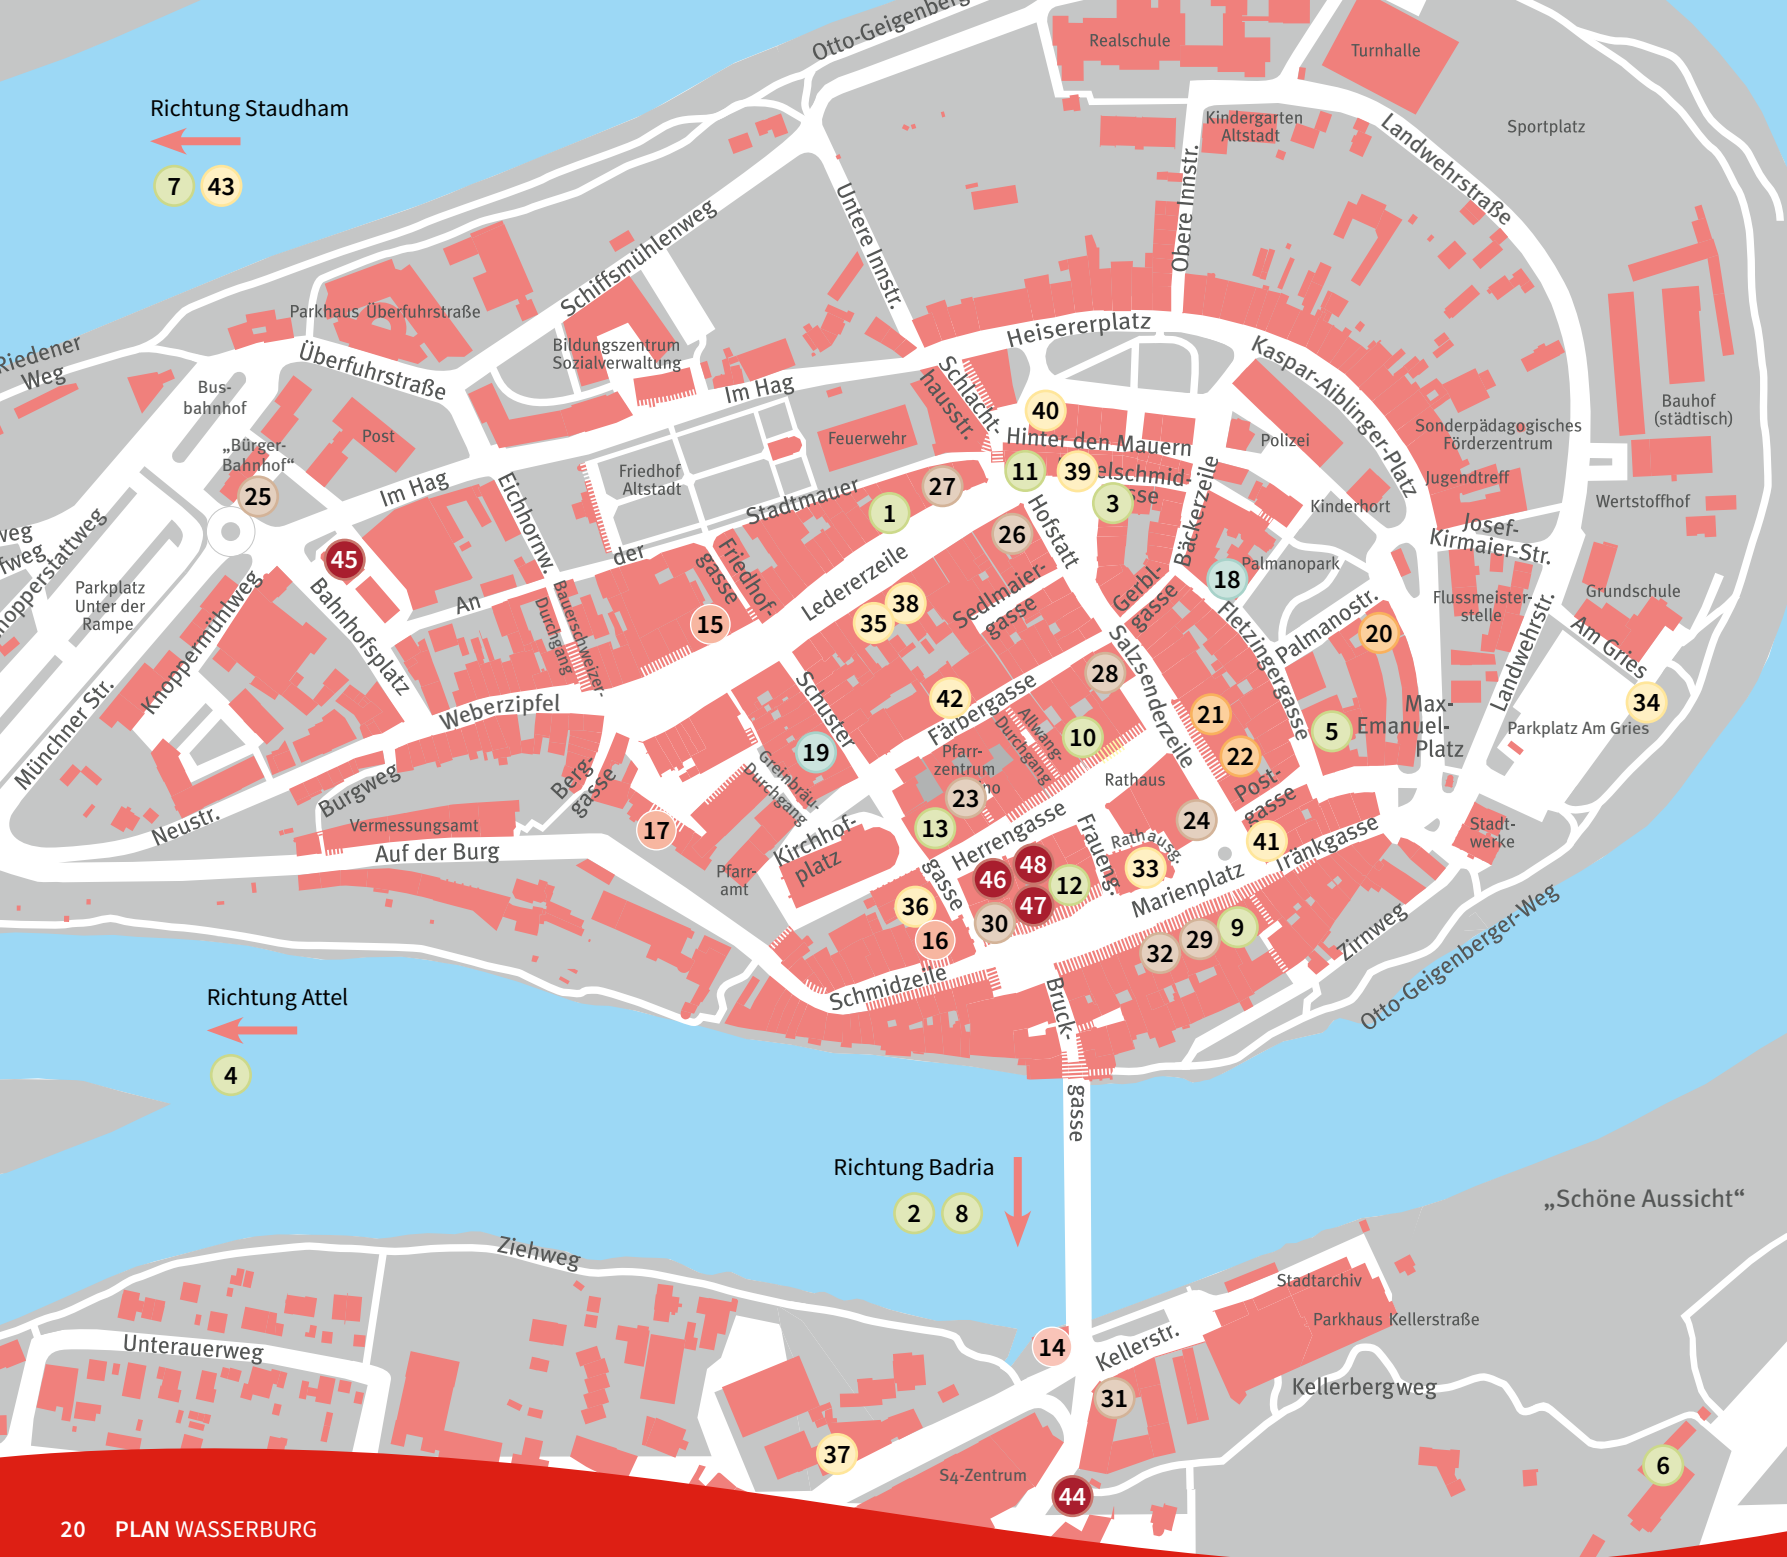 Otto-Geigenberg
Realschule
Turnhalle
Richtung Staudham
7
43
Kindergarten
Altstadt
Sportplatz
Landwehrstraße
Obere Innstr.
Untere Innstr.
Schiffsmühlenweg
Parkhaus Überfuhrstraße
Bildungszentrum
Sozialverwaltung
Heisererplatz
Kaspar-Aiblinger-Platz
Riedener
Weg
Überfuhrstraße
Bus-
bahnhof
Im Hag
Schlacht-
hausstr.
40
Bauhof
(städtisch)
Post
„Bürger-
Bahnhof“
25
Feuerwehr
Hinter den Mauern
Polizei
Sonderpädagogisches
Förderzentrum
Friedhof
Altstadt
Im Hag
Eichhornw.
11
39
elschmid-
sse
3
Jugendtreff
27
Stadtmauer
1
Hofstatt
Bäckerzeile
Kinderhort
Wertstoffhof
weg
fweg
nopperstattweg
26
Josef-
Kirmaier-Str.
45
der
Friedhof-
gasse
Ledererzeile
Palmanopark
18
Parkplatz
Unter der
Rampe
Knoppermühlweg
Bahnhofsplatz
An
Bauerschweizer-
Durchgang
15
38
35
Sedlmaier-
gasse
Gerbl-
gasse
Fletzingergasse
Palmanostr.
20
Flussmeister-
stelle
Landwehrstr.
Grundschule
Am Gries
34
Parkplatz Am Gries
Münchner Str.
Weberzipfel
Schuster
42
Färbergasse
28
Salzsenderzeile
21
22
5
Max-
Emanuel-
Platz
Allwang-
Durchgang
10
19
Greinbräu-
Durchgang
Pfarr-
zentrum
no
23
13
Rathaus
Post-
gasse
Burgweg
Berg-
gasse
Neustr.
Vermessungsamt
Auf der Burg
17
Kirchhof-
platz
Pfarr-
amt
Herrengasse
Fraueng.
Rathausg.
24
41
33
Tränkgasse
Stadt-
werke
gasse
46
48
12
47
Marienplatz
36
30
16
32
29
9
Zirnweg
Otto-Geigenberger-Weg
Schmidzeile
Bruck-
gasse
Richtung Attel
4
Richtung Badria
2
8
„Schöne Aussicht“
Ziehweg
Stadtarchiv
Parkhaus Kellerstraße
Unterauerweg
14
Kellerstr.
31
Kellerbergweg
37
S4-Zentrum
44
6
20 PLAN WASSERBURG